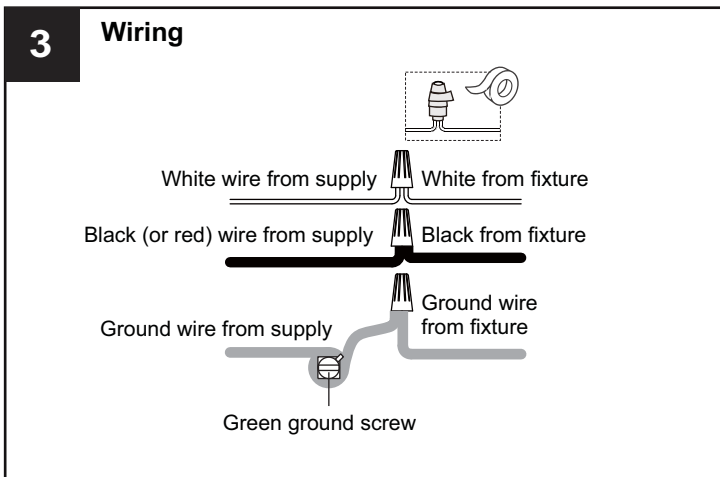 3
Wiring
White wire from supply
White from fixture
Black (or red) wire from supply
Black from fixture
Ground wire from supply
Ground wire
from fixture
Green ground screw